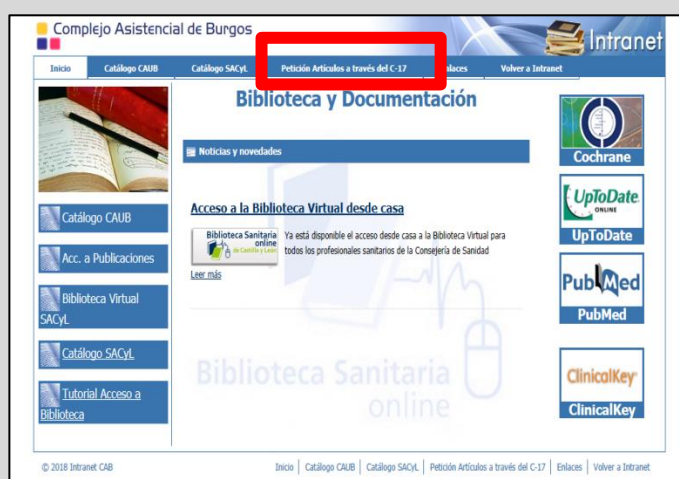 Complejo Asistencial de Burgos
Intranet
Inicio Catálogo CAUB Catálogo SACyL Petición Artículos a través del C-17 laces Volver a Intranet
Biblioteca y Documentación
Noticias y novedades
Acceso a la Biblioteca Virtual desde casa
Biblioteca Sanitaria
online
de Castilla y León
Ya está disponible el acceso desde casa a la Biblioteca Virtual para
todos los profesionales sanitarios de la Consejería de Sanidad
Leer más
Catálogo CAUB
Acc. a Publicaciones
Biblioteca Virtual
SACyL
Catálogo SACyL
Tutorial Acceso a
Biblioteca
Cochrane
UpToDate
ONLINE
UpToDate
PubMed
PubMed
ClinicalKey
ClinicalKey
Biblioteca Sanitaria
online
© 2018 Intranet CAB
Inicio | Catálogo CAUB | Catálogo SACyL | Petición Artículos a través del C-17 | Enlaces | Volver a Intranet